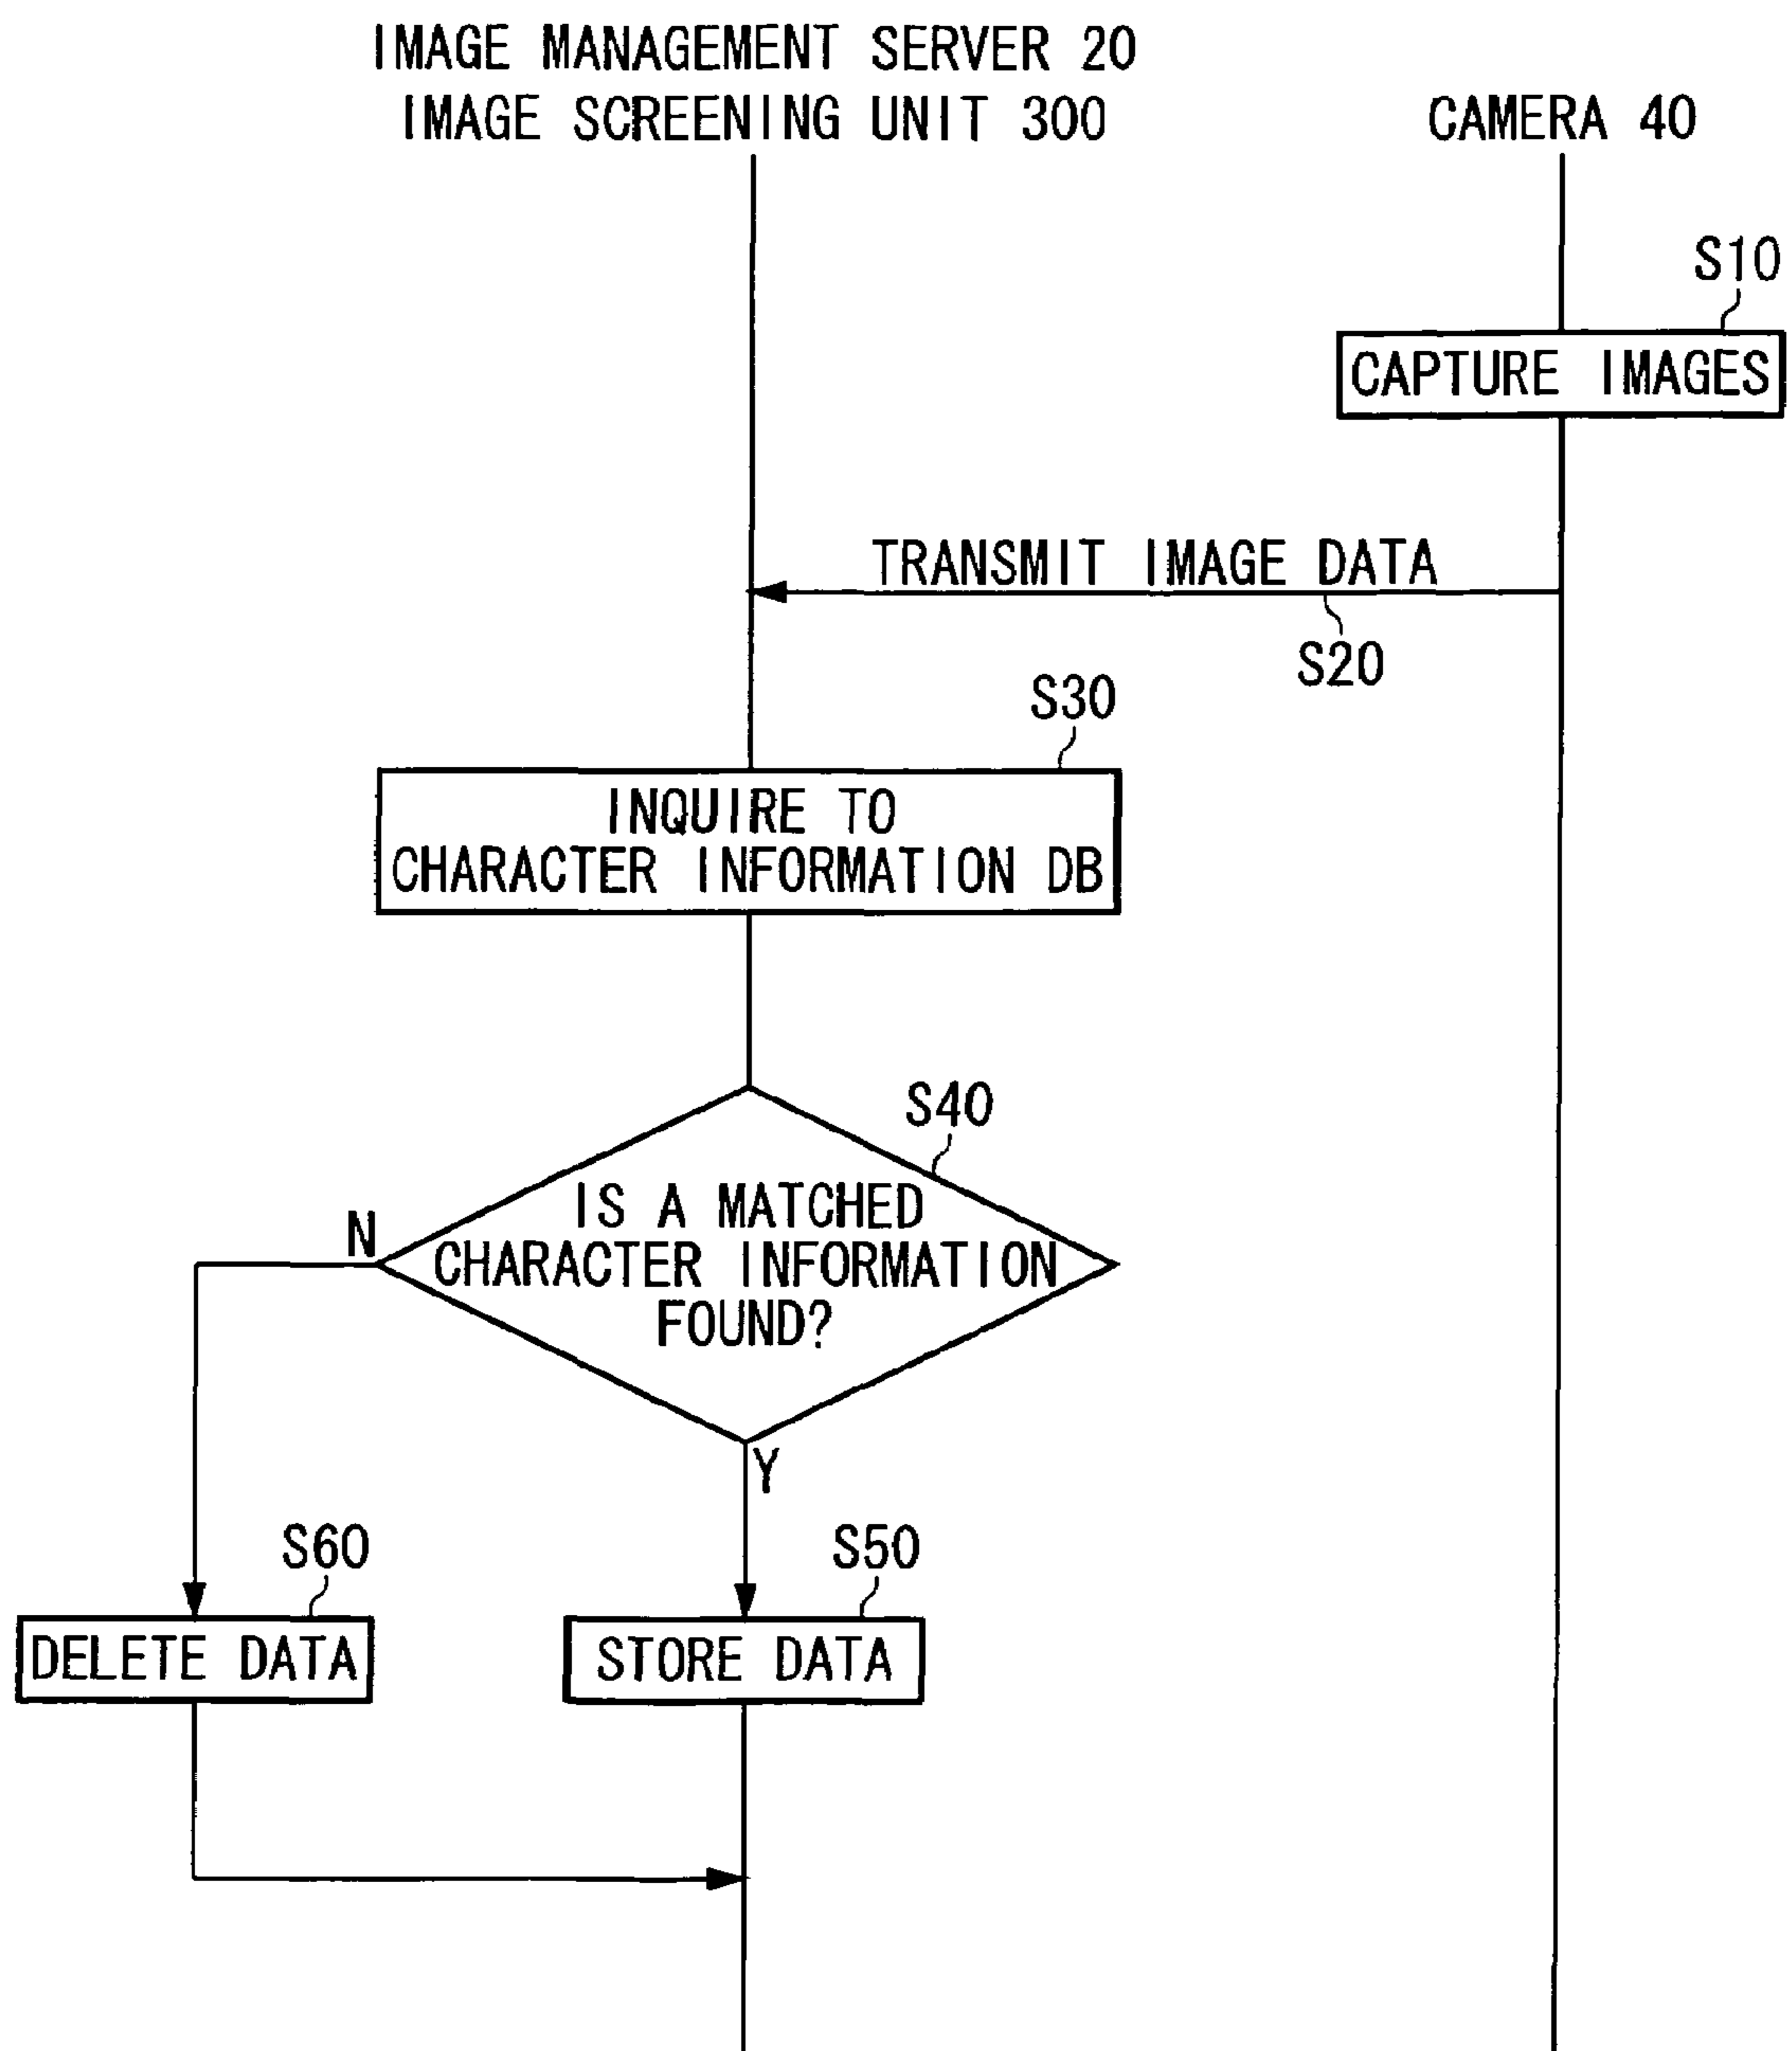 IMAGE MANAGEMENT SERVER 20
IMAGE SCREENING UNIT 300
CAMERA 40
S10
CAPTURE IMAGES
TRANSMIT IMAGE DATA
S20
S30
INQUIRE TO
CHARACTER INFORMATION DB
S40
IS A MATCHED
CHARACTER INFORMATION
FOUND?
N
Y
S60
S50
DELETE DATA
STORE DATA